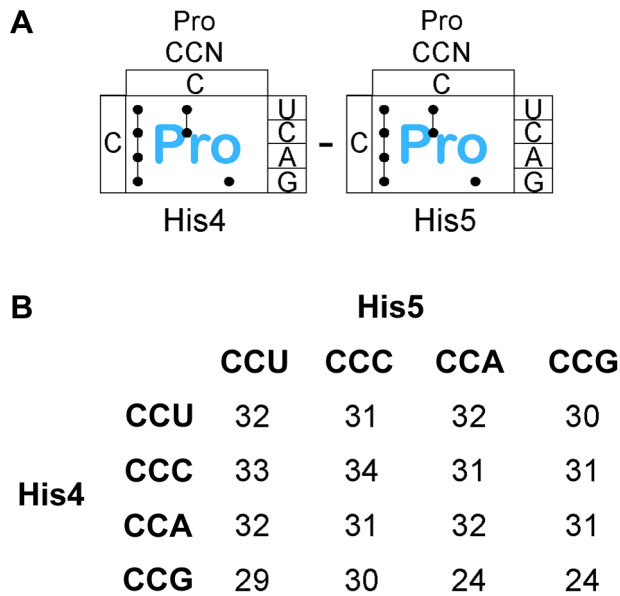 A
Pro Pro
CCN CCN
C C
U U
C Pro C - C Pro C
A A
G G
His4 His5
B
His5
CCU CCC CCA CCG
CCU 32 31 32 30
CCC 33 34 31 31
His4
CCA 32 31 32 31
CCG 29 30 24 24